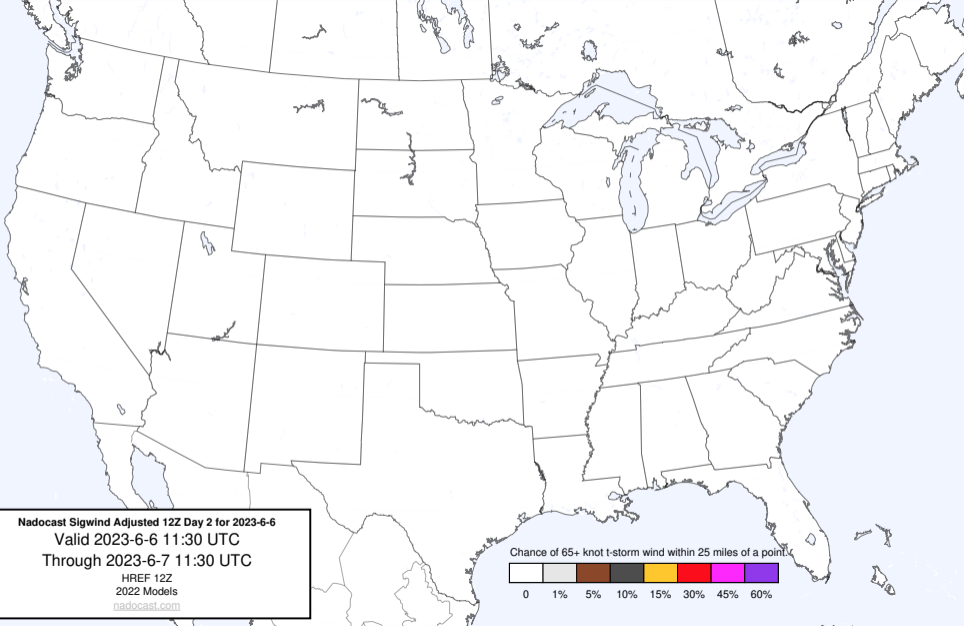 Nadocast Sigwind Adjusted 12Z Day 2 for 2023-6-6
Valid 2023-6-6 11:30 UTC
Through 2023-6-7 11:30 UTC
HREF 12Z
2022 Models
nadocast.com
Chance of 65+ knot t-storm wind within 25 miles of a point.
0 1% 5% 10% 15% 30% 45% 60%